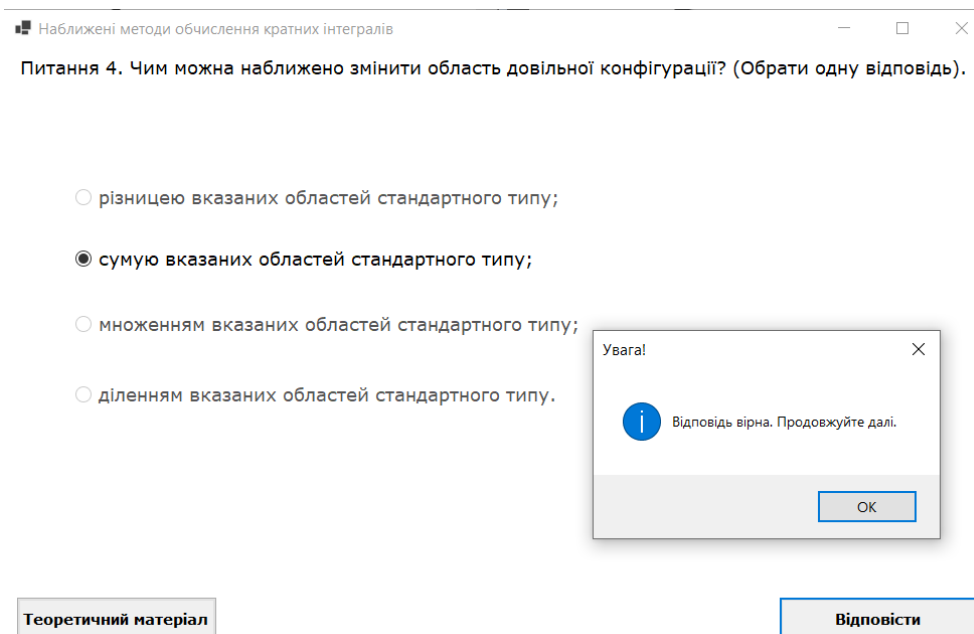 Наближені методи обчислення кратних інтегралів
Питання 4. Чим можна наближено змінити область довільної конфігурації? (Обрати одну відповідь).
різницею вказаних областей стандартного типу;
сумую вказаних областей стандартного типу;
множенням вказаних областей стандартного типу;
Увага!
діленням вказаних областей стандартного типу.
Відповідь вірна. Продовжуйте далі.
OK
Теоретичний матеріал
Відповісти